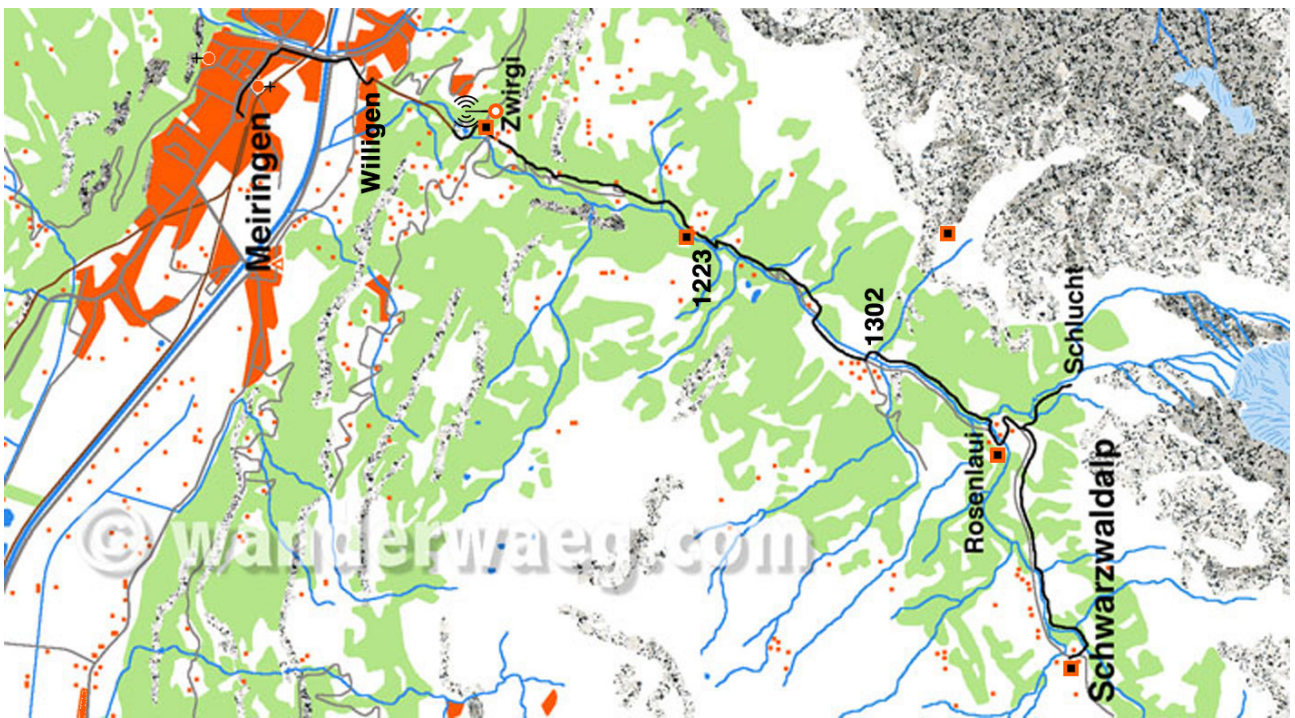 Meiringen
Willigen
Zwirgi
1223
1302
Schlucht
Rosenlaui
Schwarzwaldalp
© wanderwaeg.com